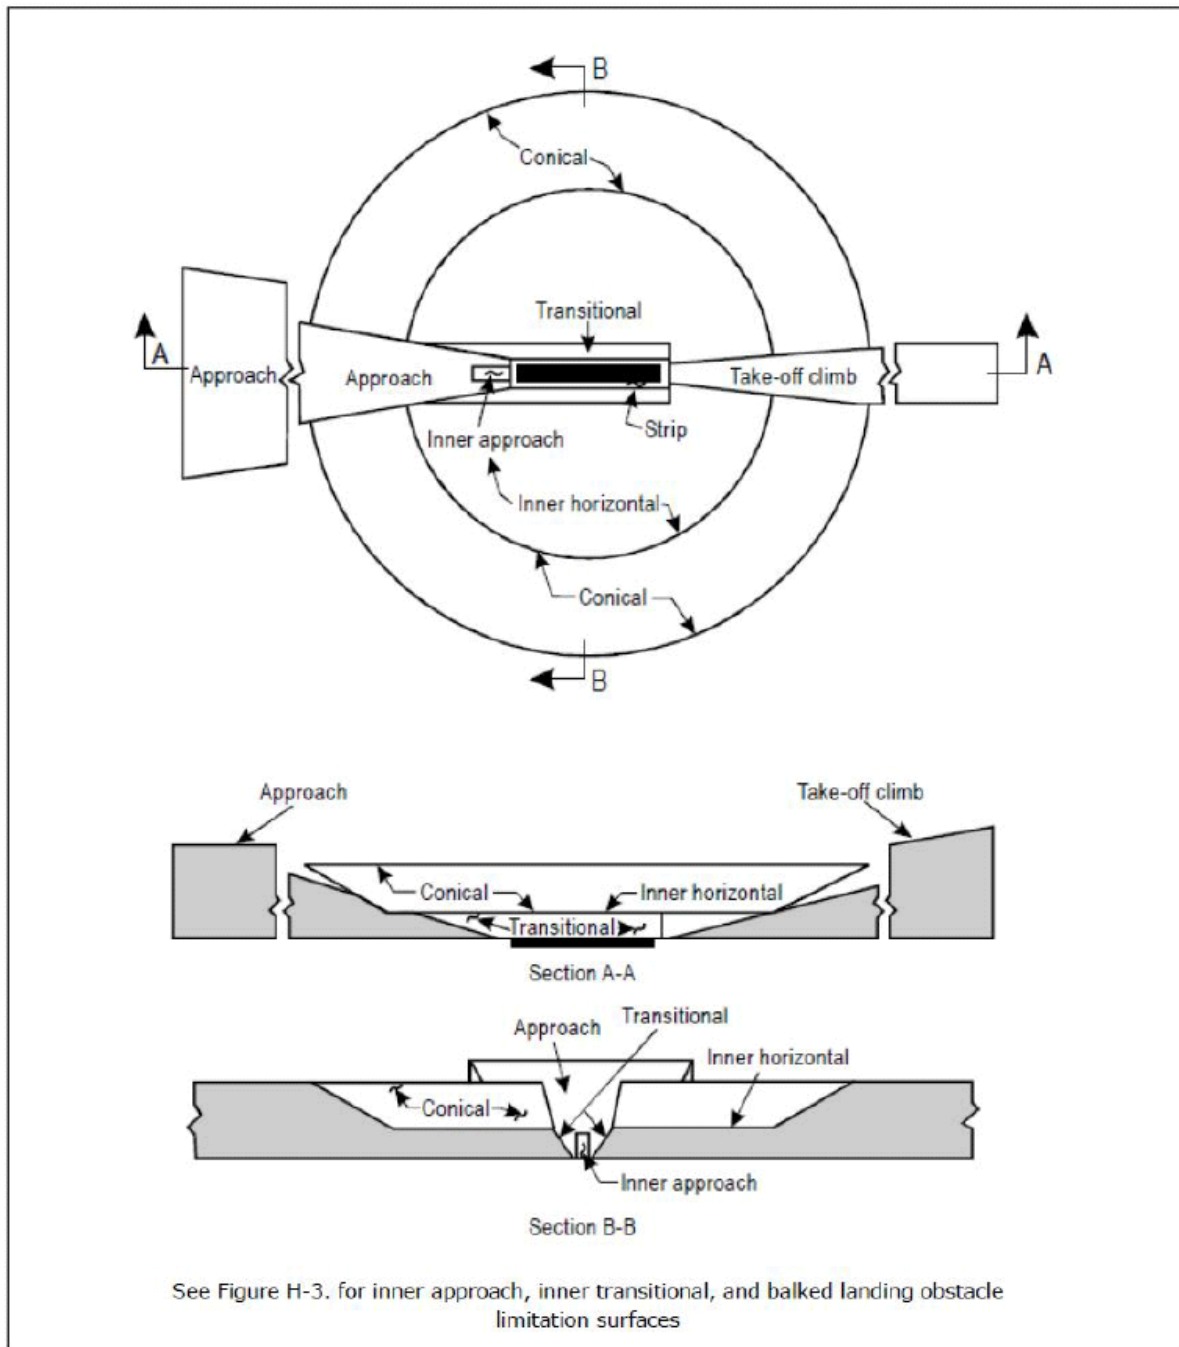 B
Conical
Transitional
A
Approach
Approach
Take-off climb
A
Inner approach
Strip
Inner horizontal
Conical
B
Approach
Take-off climb
Conical
Inner horizontal
Transitional
Section A-A
Transitional
Approach
Inner horizontal
Conical
Inner approach
Section B-B
See Figure H-3. for inner approach, inner transitional, and balked landing obstacle
limitation surfaces